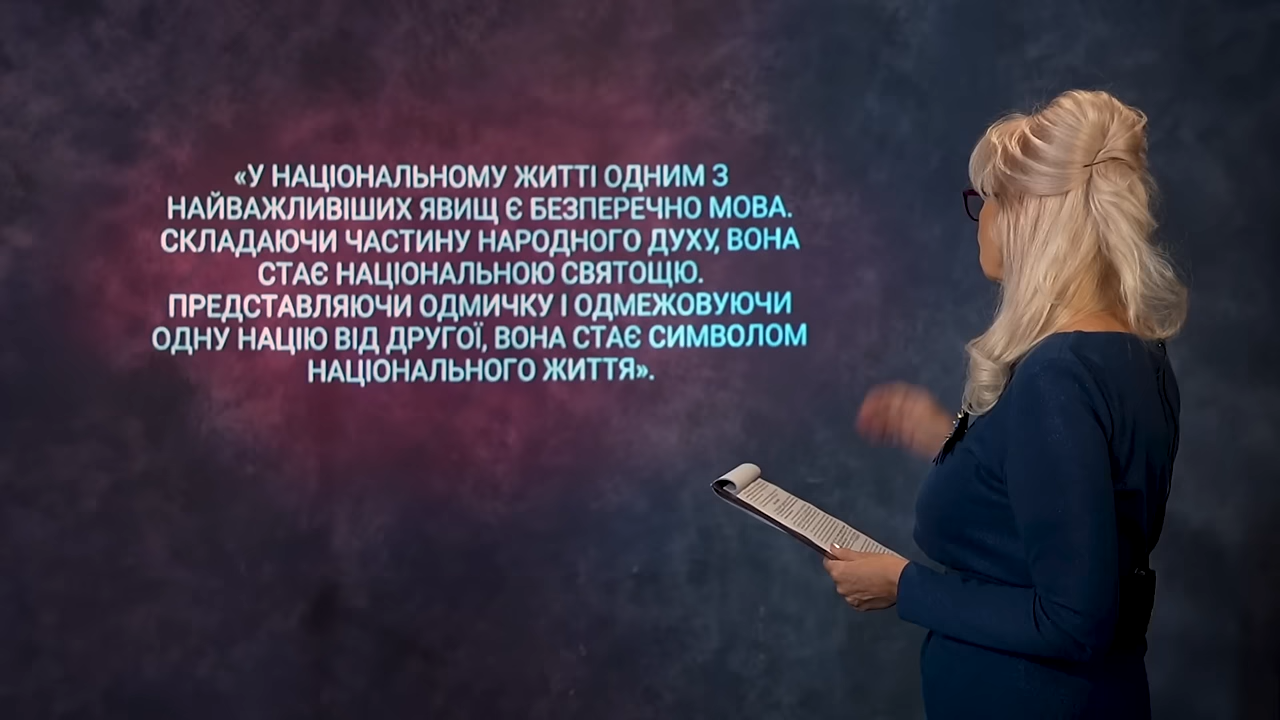 «У НАЦІОНАЛЬНОМУ ЖИТТІ ОДНИМ З
НАЙВАЖЛИВІШИХ ЯВИЩ Є БЕЗПЕРЕЧНО МОВА.
СКЛАДАЮЧИ ЧАСТИНУ НАРОДНОГО ДУХУ, ВОНА
СТАЄ НАЦІОНАЛЬНОЮ СВЯТОЩЮ.
ПРЕДСТАВЛЯЮЧИ ОДМИЧКУ І ОДМЕЖОВУЮЧИ
ОДНУ НАЦІЮ ВІД ДРУГОЇ, ВОНА СТАЄ СИМВОЛОМ
НАЦІОНАЛЬНОГО ЖИТТЯ».